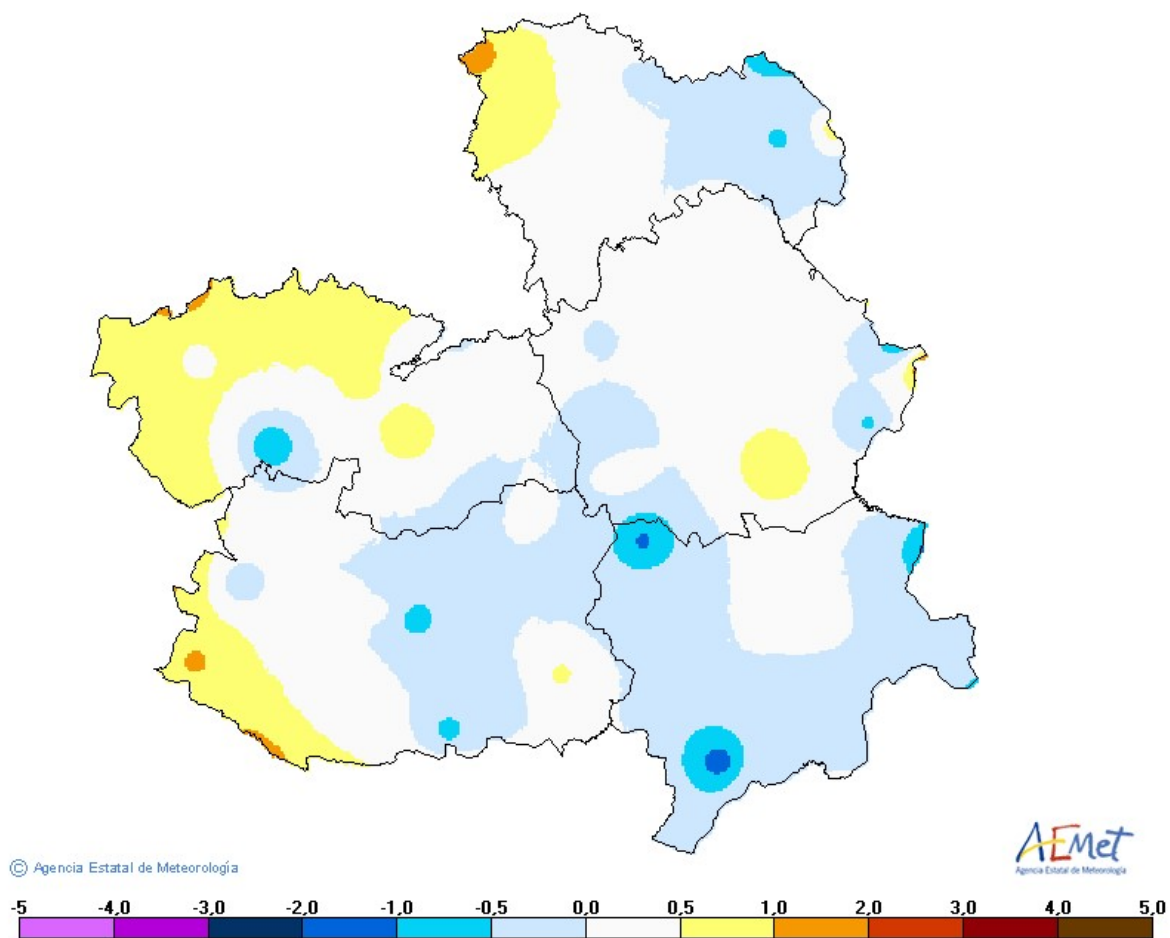 AEMet
Agencia Estatal de Meteorología
© Agencia Estatal de Meteorología
-5 -4,0 -3,0 -2,0 -1,0 -0,5 0,0 0,5 1,0 2,0 3,0 4,0 5,0